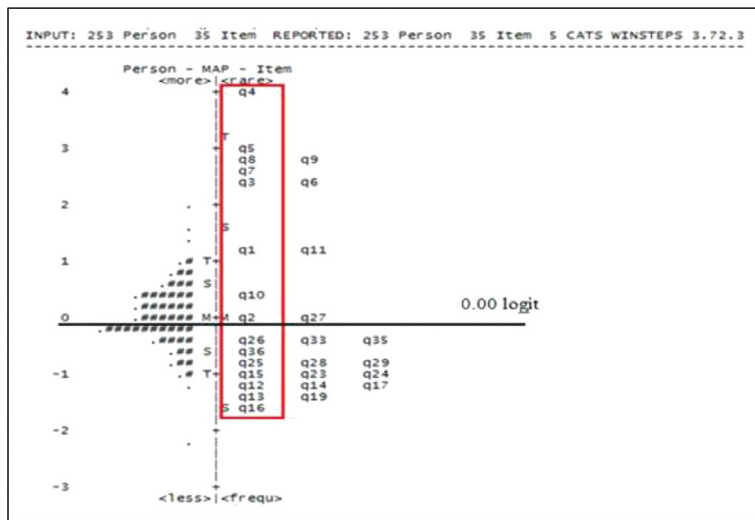 INPUT: 253 Person 35 Item REPORTED: 253 Person 35 Item 5 CATS WINSTEPS 3.72.3
--------------------------------------------------------------------------------
Person - MAP - Item
<more>|<rare>
4 + q4
T
3 + q5
q8 q9
q7
q3 q6
2 . +
. S
.
q1 q11
1 .# T+
.##
.### S
.###### q10
.######
0 .###### M+M q2 q27 0.00 logit
.##########
.#### q26 q33 q35
.## S q36
.## q25 q28 q29
-1 .# T+ q15 q23 q24
. q12 q14 q17
q13 q19
S q16
-2 +
.
-3 +
<less>|<frequ>